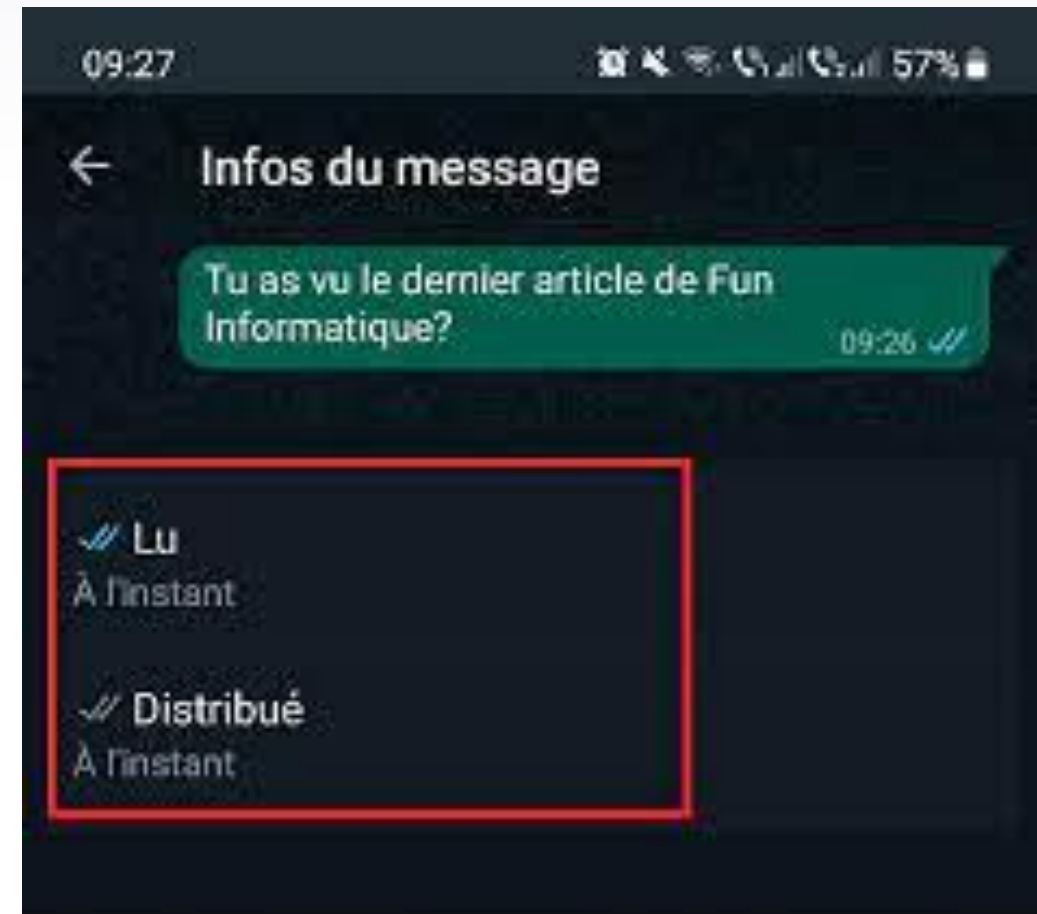 09:27
57%
Infos du message
Tu as vu le dernier article de Fun
Informatique?
09:26
Lu
À l'instant
Distribué
À l'instant